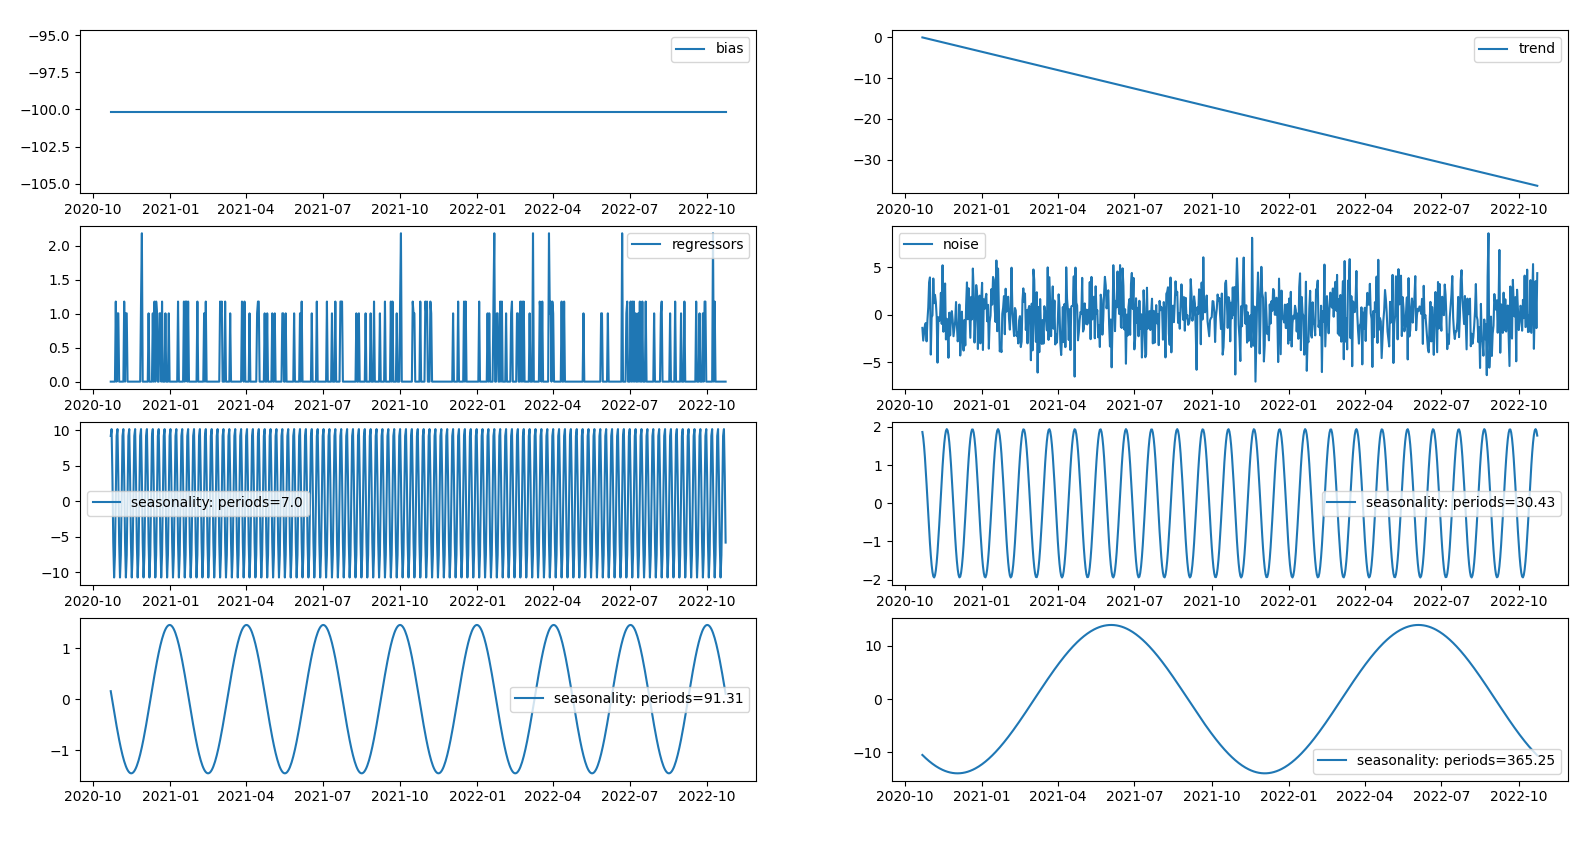 −95.0
−97.5
−100.0
−102.5
−105.0
bias
2020-10 2021-01 2021-04 2021-07 2021-10 2022-01 2022-04 2022-07 2022-10
0
−10
−20
−30
trend
2020-10 2021-01 2021-04 2021-07 2021-10 2022-01 2022-04 2022-07 2022-10
2.0
1.5
1.0
0.5
0.0
regressors
2020-10 2021-01 2021-04 2021-07 2021-10 2022-01 2022-04 2022-07 2022-10
5
0
−5
noise
2020-10 2021-01 2021-04 2021-07 2021-10 2022-01 2022-04 2022-07 2022-10
10
5
0
−5
−10
seasonality: periods=7.0
2020-10 2021-01 2021-04 2021-07 2021-10 2022-01 2022-04 2022-07 2022-10
2
1
0
−1
−2
seasonality: periods=30.43
2020-10 2021-01 2021-04 2021-07 2021-10 2022-01 2022-04 2022-07 2022-10
1
0
−1
seasonality: periods=91.31
2020-10 2021-01 2021-04 2021-07 2021-10 2022-01 2022-04 2022-07 2022-10
10
0
−10
seasonality: periods=365.25
2020-10 2021-01 2021-04 2021-07 2021-10 2022-01 2022-04 2022-07 2022-10